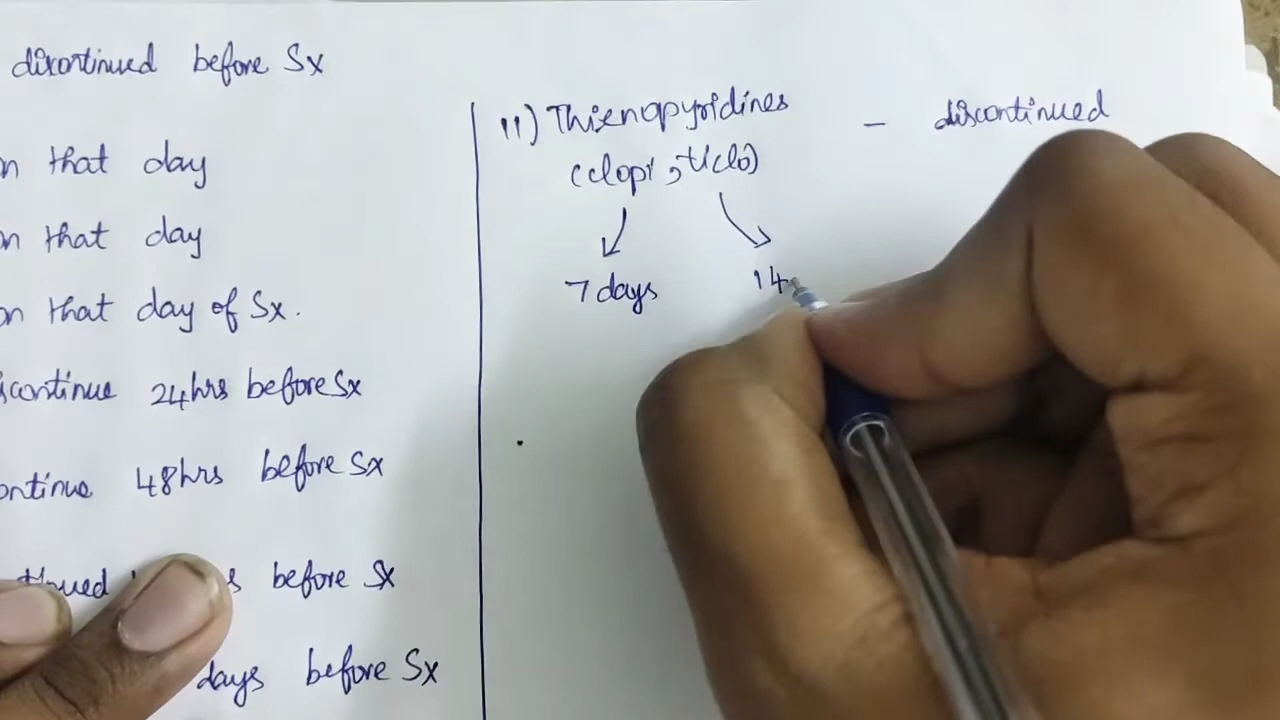 discontinued before Sx
n that day
n that day
on that day of Sx.
scontinue 24hrs before Sx
ontinue 48hrs before Sx
before Sx
days before Sx
11) Thienopyridines - discontinued
(clopi, ticlo)
7 days 14